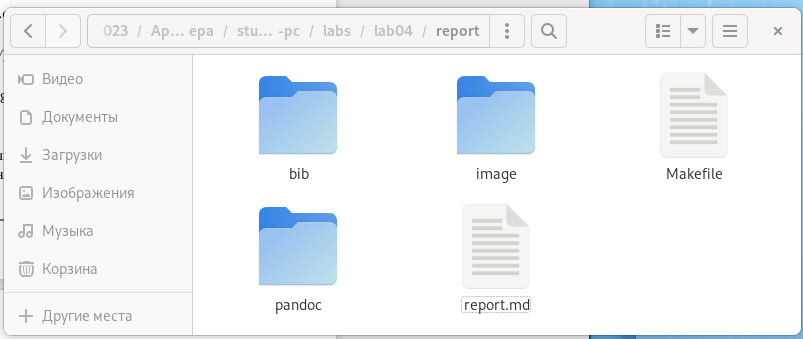 023 / Ap... ера / stu... -pc / labs / lab04 / report
Видео
Документы
Загрузки
Изображения
Музыка
Корзина
Другие места
bib
image
Makefile
pandoc
report.md